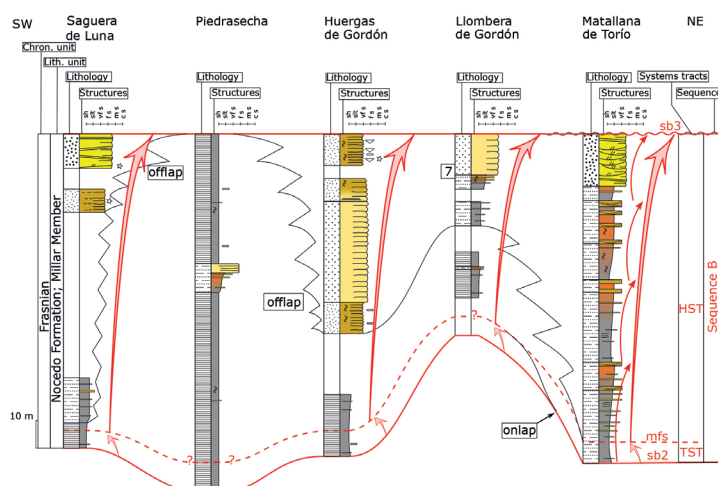 SW
Saguera
de Luna
Piedrasecha
Huergas
de Gordón
Llombera
de Gordón
Matallana
de Torío
NE
Chron. unit
Lith. unit
Lithology
Structures
sh
slt
vf s
f s
m s
c s
Lithology
Structures
sh
slt
vf s
f s
m s
c s
Lithology
Structures
sh
slt
vf s
f s
m s
c s
Lithology
Structures
sh
slt
vf s
f s
m s
c s
Lithology
Structures
sh
slt
vf s
f s
m s
c s
Systems tracts
Sequence
sb3
offlap
7
Frasnian
Nocedo Formation; Millar Member
offlap
?
HST
Sequence B
10 m
onlap
mfs
? ?
sb2
TST